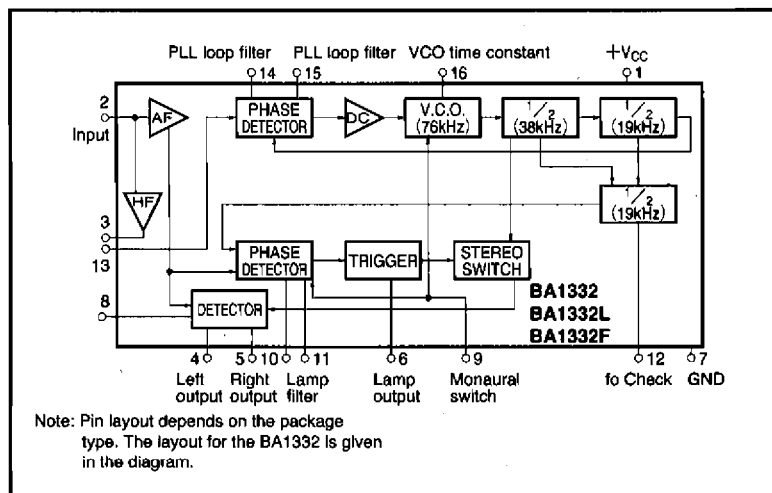 PLL loop filter PLL loop filter VCO time constant +VCC
14 15 16 1
2
Input
AF
PHASE DETECTOR
DC
V.C.O. (76kHz)
1/2 (38kHz)
1/2 (19kHz)
HF
1/2 (19kHz)
3
13
PHASE DETECTOR
TRIGGER
STEREO SWITCH
8
DETECTOR
BA1332
BA1332L
BA1332F
4 5 10 11 6 9 12 7
Left output
Right output
Lamp filter
Lamp output
Monaural switch
fo Check
GND
Note: Pin layout depends on the package
type. The layout for the BA1332 is given
in the diagram.